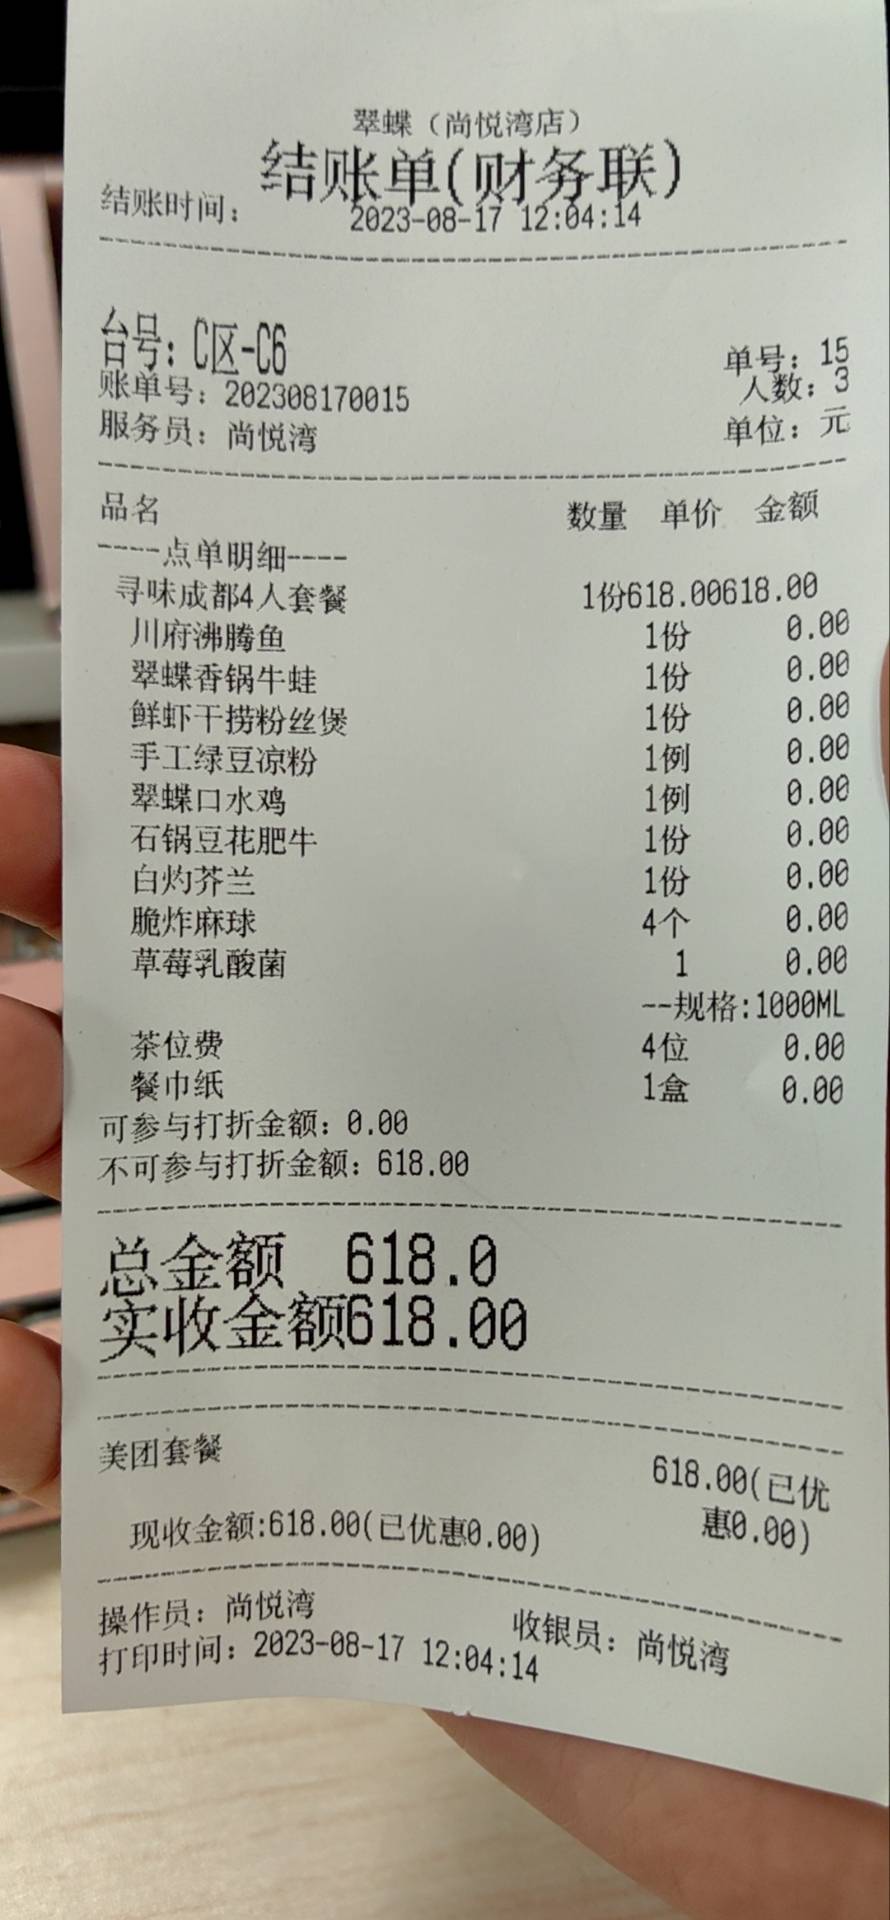 翠蝶（尚悦湾店）
结账单(财务联)
结账时间： 2023-08-17 12:04:14
台号：C区-C6 单号：15
账单号：202308170015 人数：3
服务员：尚悦湾 单位：元
品名 数量 单价 金额
----点单明细----
寻味成都4人套餐 1份618.00618.00
川府沸腾鱼 1份 0.00
翠蝶香锅牛蛙 1份 0.00
鲜虾干捞粉丝煲 1份 0.00
手工绿豆凉粉 1例 0.00
翠蝶口水鸡 1例 0.00
石锅豆花肥牛 1份 0.00
白灼芥兰 1份 0.00
脆炸麻球 4个 0.00
草莓乳酸菌 1 0.00
--规格:1000ML
茶位费 4位 0.00
餐巾纸 1盒 0.00
可参与打折金额：0.00
不可参与打折金额：618.00
总金额 618.0
实收金额618.00
美团套餐 618.00(已优
惠0.00)
现收金额:618.00(已优惠0.00)
操作员：尚悦湾 收银员：尚悦湾
打印时间：2023-08-17 12:04:14